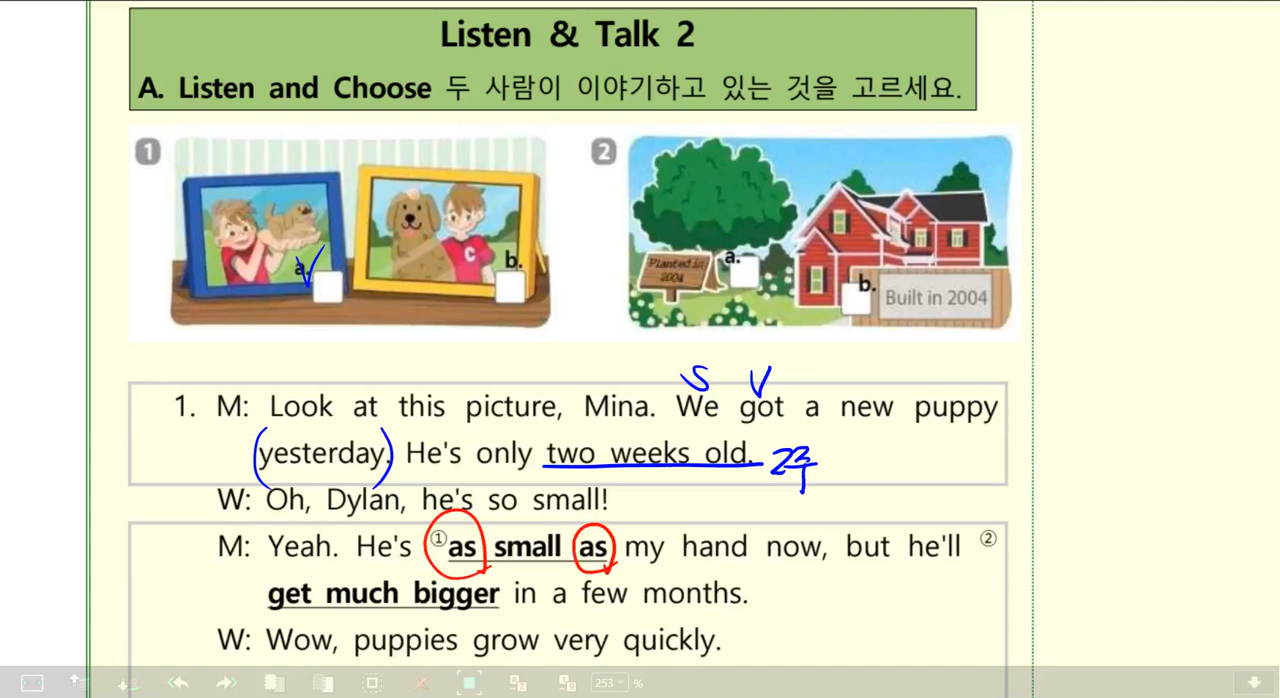 Listen & Talk 2
A. Listen and Choose 두 사람이 이야기하고 있는 것을 고르세요.
1
2
C
a.
b.
Planted in
2004
a.
b.
Built in 2004
S V
1. M: Look at this picture, Mina. We got a new puppy
(yesterday.) He's only two weeks old. 2주
W: Oh, Dylan, he's so small!
M: Yeah. He's ①as small as my hand now, but he'll ②
get much bigger in a few months.
W: Wow, puppies grow very quickly.
253 %